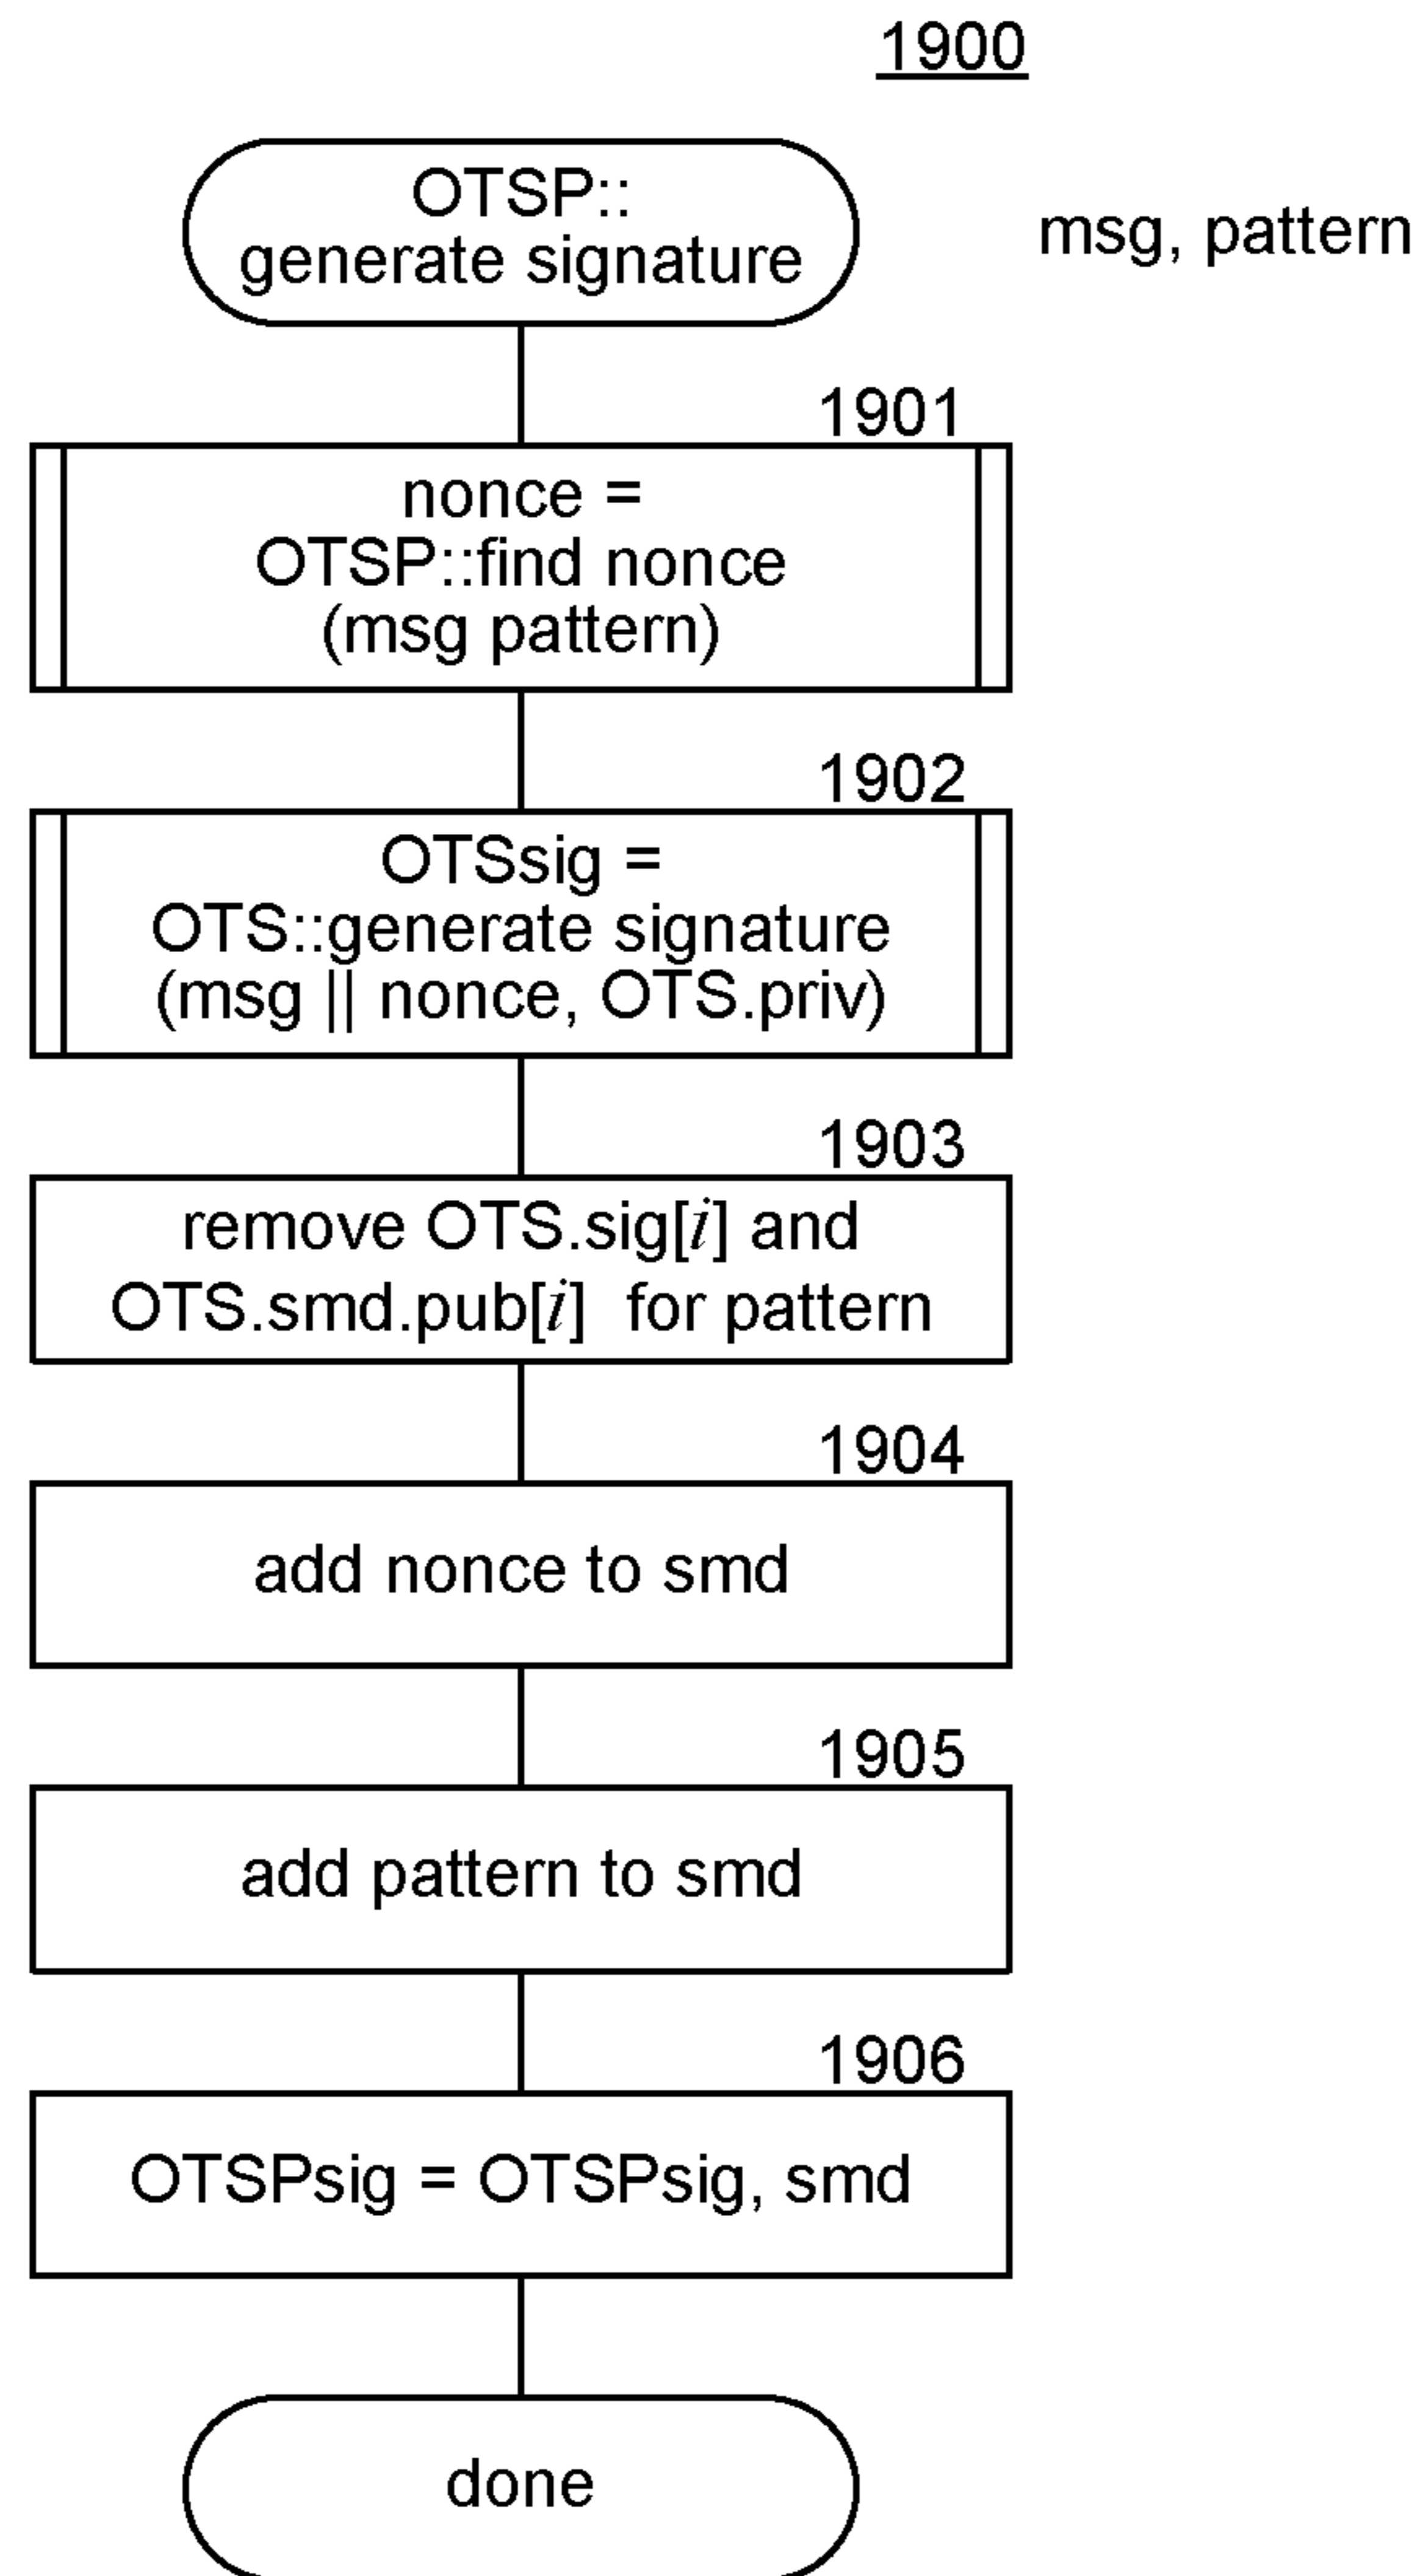 1900
OTSP::
generate signature
msg, pattern
1901
nonce =
OTSP::find nonce
(msg pattern)
1902
OTSsig =
OTS::generate signature
(msg || nonce, OTS.priv)
1903
remove OTS.sig[i] and
OTS.smd.pub[i] for pattern
1904
add nonce to smd
1905
add pattern to smd
1906
OTSPsig = OTSPsig, smd
done